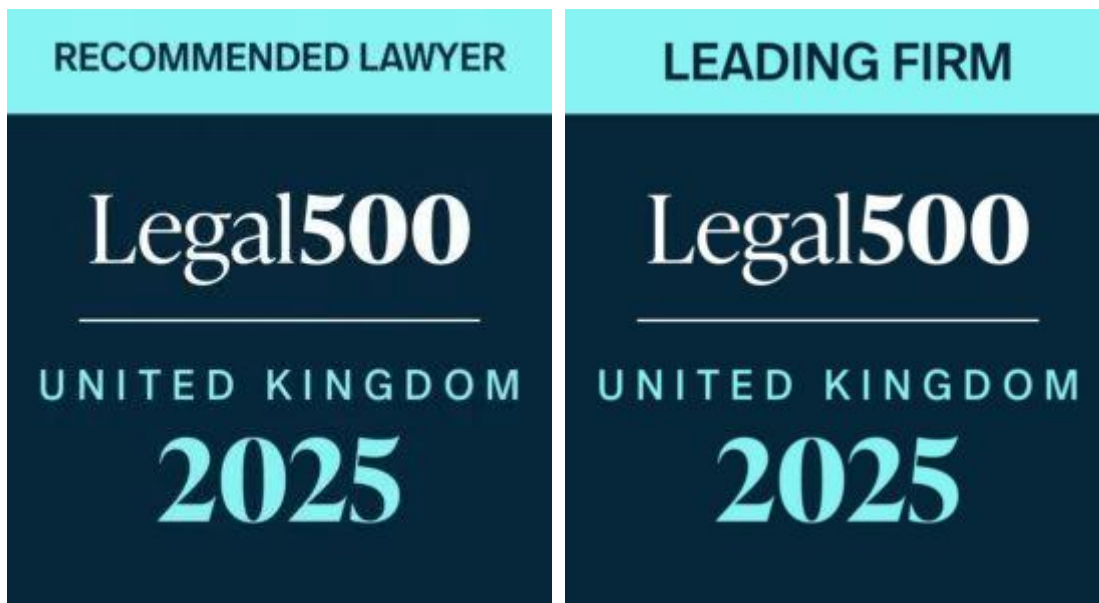 RECOMMENDED LAWYER
Legal500
UNITED KINGDOM
2025
LEADING FIRM
Legal500
UNITED KINGDOM
2025